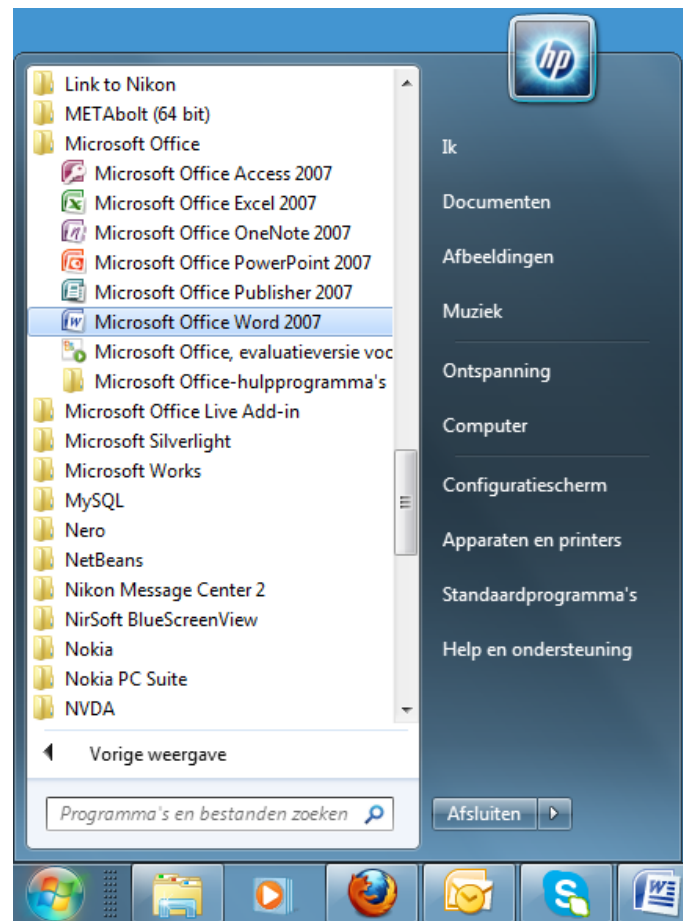 hp
Link to Nikon
METAbolt (64 bit)
Microsoft Office
Microsoft Office Access 2007
Microsoft Office Excel 2007
Microsoft Office OneNote 2007
Microsoft Office PowerPoint 2007
Microsoft Office Publisher 2007
Microsoft Office Word 2007
Microsoft Office, evaluatieversie voc
Microsoft Office-hulpprogramma's
Microsoft Office Live Add-in
Microsoft Silverlight
Microsoft Works
MySQL
Nero
NetBeans
Nikon Message Center 2
NirSoft BlueScreenView
Nokia
Nokia PC Suite
NVDA
Vorige weergave
Programma's en bestanden zoeken
Ik
Documenten
Afbeeldingen
Muziek
Ontspanning
Computer
Configuratiescherm
Apparaten en printers
Standaardprogramma's
Help en ondersteuning
Afsluiten